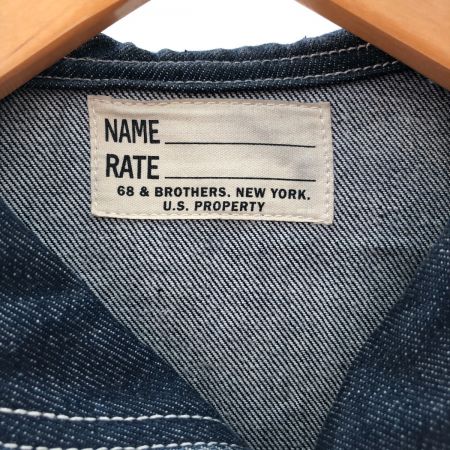 NAME
RATE
68 & BROTHERS. NEW YORK.
U.S. PROPERTY